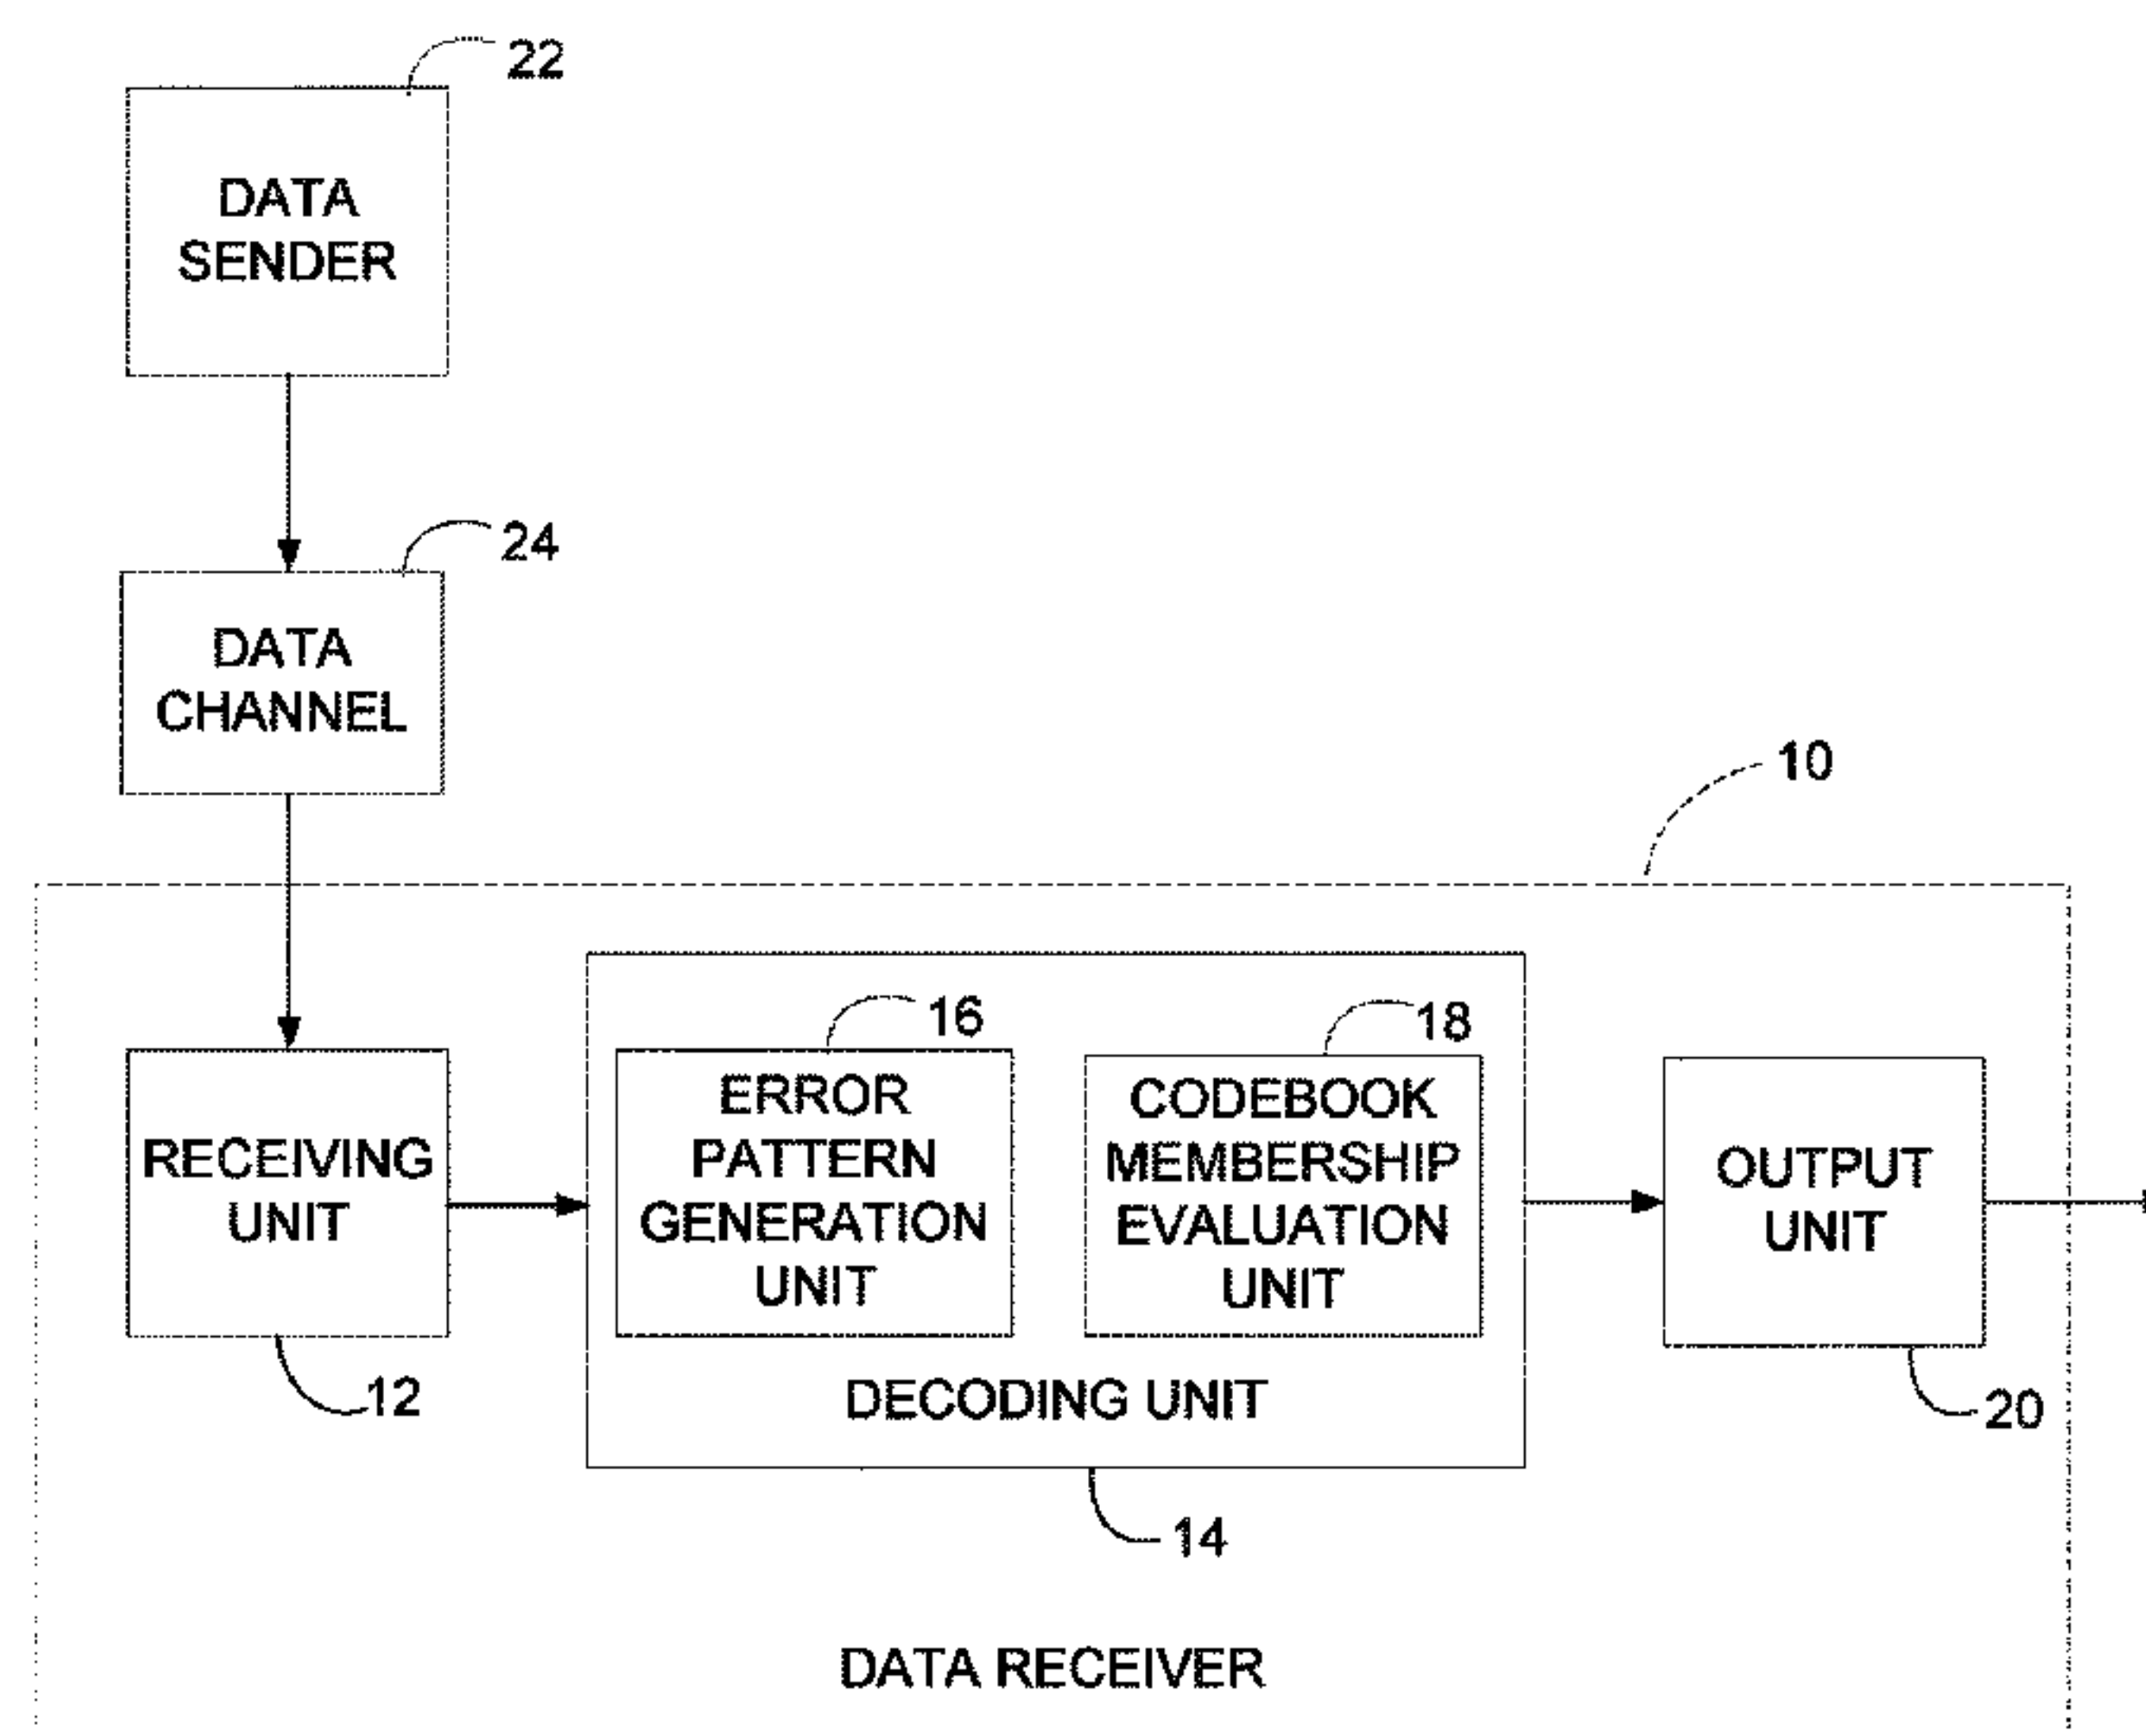 22
DATA
SENDER
24
DATA
CHANNEL
10
16
18
ERROR
PATTERN
GENERATION
UNIT
CODEBOOK
MEMBERSHIP
EVALUATION
UNIT
RECEIVING
UNIT
OUTPUT
UNIT
12
DECODING UNIT
20
14
DATA RECEIVER